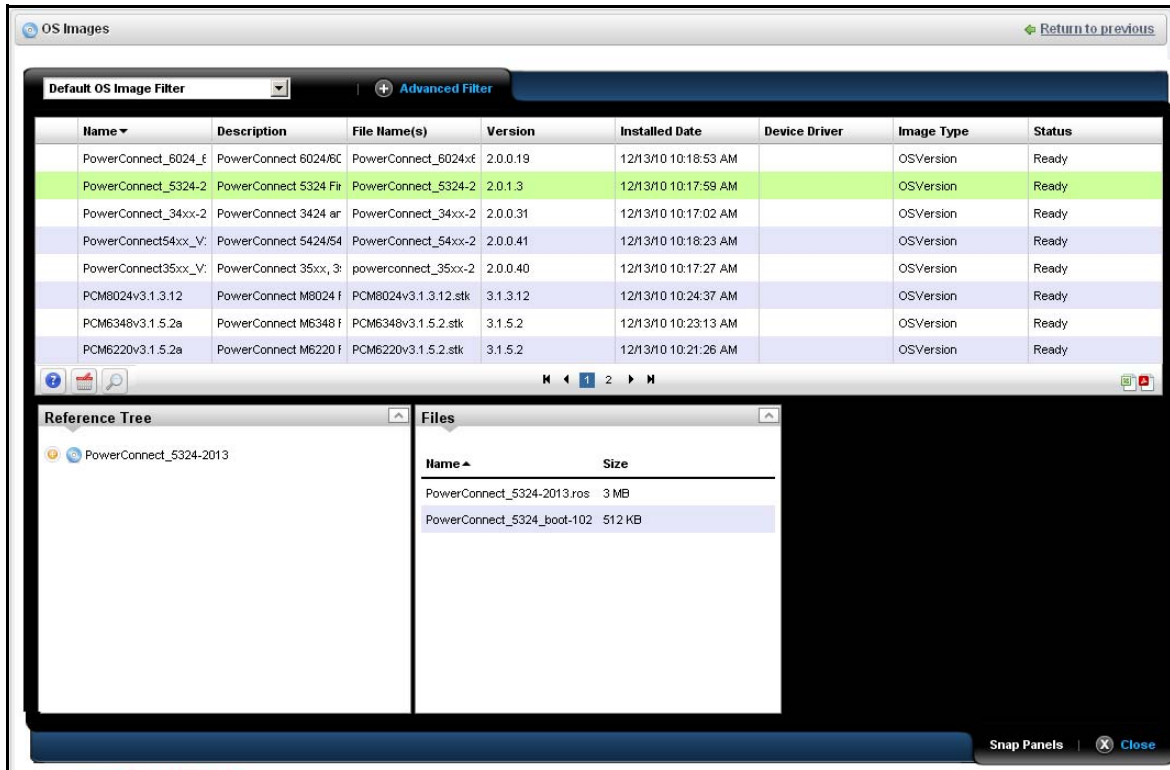 OS Images
Return to previous
Default OS Image Filter | Advanced Filter
Name Description File Name(s) Version Installed Date Device Driver Image Type Status
PowerConnect_6024_ PowerConnect 6024/60 PowerConnect_6024x 2.0.0.19 12/13/10 10:18:53 AM OSVersion Ready
PowerConnect_5324-2 PowerConnect 5324 Fir PowerConnect_5324-2 2.0.1.3 12/13/10 10:17:59 AM OSVersion Ready
PowerConnect_34xx-2 PowerConnect 3424 ar PowerConnect_34xx-2 2.0.0.31 12/13/10 10:17:02 AM OSVersion Ready
PowerConnect54xx_V PowerConnect 5424/54 PowerConnect_54xx-2 2.0.0.41 12/13/10 10:18:23 AM OSVersion Ready
PowerConnect35xx_V PowerConnect 35xx, 3 powerconnect_35xx-2 2.0.0.40 12/13/10 10:17:27 AM OSVersion Ready
PCM8024v3.1.3.12 PowerConnect M8024 F PCM8024v3.1.3.12.stk 3.1.3.12 12/13/10 10:24:37 AM OSVersion Ready
PCM6348v3.1.5.2a PowerConnect M6348 F PCM6348v3.1.5.2.stk 3.1.5.2 12/13/10 10:23:13 AM OSVersion Ready
PCM6220v3.1.5.2a PowerConnect M6220 F PCM6220v3.1.5.2.stk 3.1.5.2 12/13/10 10:21:26 AM OSVersion Ready
1 2
Reference Tree
PowerConnect_5324-2013
Files
Name Size
PowerConnect_5324-2013.ros 3 MB
PowerConnect_5324_boot-102 512 KB
Snap Panels | Close